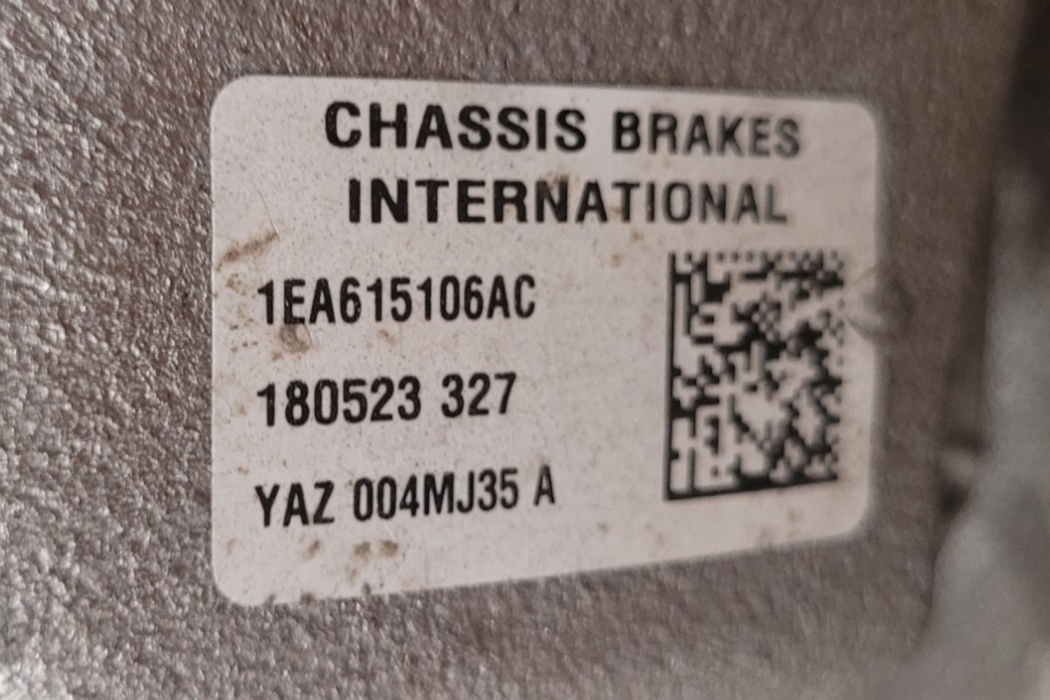 CHASSIS BRAKES
INTERNATIONAL
1EA615106AC
180523 327
YAZ 004MJ35 A